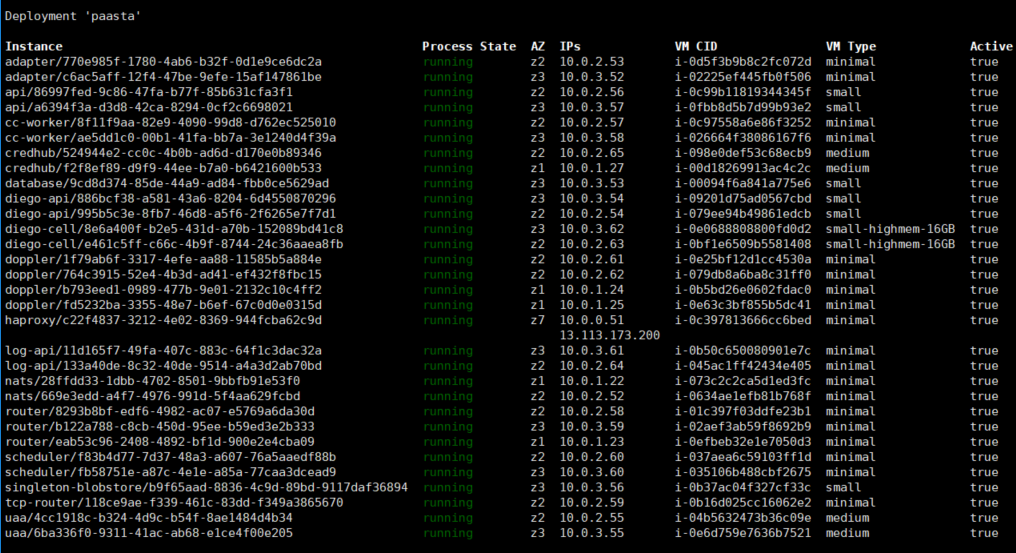 Deployment 'paasta'
Instance Process State AZ IPs VM CID VM Type Active
adapter/770e985f-1780-4ab6-b32f-0d1e9ce6dc2a running z2 10.0.2.53 i-0d5f3b9b8c2fc072d minimal true
adapter/c6ac5aff-12f4-47be-9efe-15af147861be running z3 10.0.3.52 i-02225ef445fb0f506 minimal true
api/86997fed-9c86-47fa-b77f-85b631cfa3f1 running z2 10.0.2.56 i-0c99b11819344345f small true
api/a6394f3a-d3d8-42ca-8294-0cf2c6698021 running z3 10.0.3.57 i-0fbb8d5b7d99b93e2 small true
cc-worker/8f11f9aa-82e9-4090-99d8-d762ec525010 running z2 10.0.2.57 i-0c97558a6e86f3252 minimal true
cc-worker/ae5dd1c0-00b1-41fa-bb7a-3e1240d4f39a running z3 10.0.3.58 i-026664f38086167f6 minimal true
credhub/524944e2-cc0c-4b0b-ad6d-d170e0b89346 running z2 10.0.2.65 i-098e0def53c68ecb9 medium true
credhub/f2f8ef89-d9f9-44ee-b7a0-b6421600b533 running z1 10.0.1.27 i-00d18269913ac4c2c medium true
database/9cd8d374-85de-44a9-ad84-fbb0ce5629ad running z3 10.0.3.53 i-00094f6a841a775e6 small true
diego-api/886bcf38-a581-43a6-8204-6d4550870296 running z3 10.0.3.54 i-09201d75ad0567cbd small true
diego-api/995b5c3e-8fb7-46d8-a5f6-2f6265e7f7d1 running z2 10.0.2.54 i-079ee94b49861edcb small true
diego-cell/8e6a400f-b2e5-431d-a70b-152089bd41c8 running z3 10.0.3.62 i-0e0688808800fd0d2 small-highmem-16GB true
diego-cell/e461c5ff-c66c-4b9f-8744-24c36aaea8fb running z2 10.0.2.63 i-0bf1e6509b5581408 small-highmem-16GB true
doppler/1f79ab6f-3317-4efe-aa88-11585b5a884e running z2 10.0.2.61 i-0e25bf12d1cc4530a minimal true
doppler/764c3915-52e4-4b3d-ad41-ef432f8fbc15 running z2 10.0.2.62 i-079db8a6ba8c31ff0 minimal true
doppler/b793eed1-0989-477b-9e01-2132c10c4ff2 running z1 10.0.1.24 i-0b5bd26e0602fdac0 minimal true
doppler/fd5232ba-3355-48e7-b6ef-67c0d0e0315d running z1 10.0.1.25 i-0e63c3bf855b5dc41 minimal true
haproxy/c22f4837-3212-4e02-8369-944fcba62c9d running z7 10.0.0.51 i-0c397813666cc6bed minimal true
13.113.173.200
log-api/11d165f7-49fa-407c-883c-64f1c3dac32a running z3 10.0.3.61 i-0b50c650080901e7c minimal true
log-api/133a40de-8c32-40de-9514-a4a3d2ab70bd running z2 10.0.2.64 i-045ac1ff42434e405 minimal true
nats/28ffdd33-1dbb-4702-8501-9bbfb91e53f0 running z1 10.0.1.22 i-073c2c2ca5d1ed3fc minimal true
nats/669e3edd-a4f7-4976-991d-5f4aa629fcbd running z2 10.0.2.52 i-0634ae1efb81b768f minimal true
router/8293b8bf-edf6-4982-ac07-e5769a6da30d running z2 10.0.2.58 i-01c397f03ddfe23b1 minimal true
router/b122a788-c8cb-450d-95ee-b59ed3e2b333 running z3 10.0.3.59 i-02aef3ab59f8692b9 minimal true
router/eab53c96-2408-4892-bf1d-900e2e4cba09 running z1 10.0.1.23 i-0efbeb32e1e7050d3 minimal true
scheduler/f83b4d77-7d37-48a3-a607-76a5aaedf88b running z2 10.0.2.60 i-037aea6c59103ff1d minimal true
scheduler/fb58751e-a87c-4e1e-a85a-77caa3dcead9 running z3 10.0.3.60 i-035106b488cbf2675 minimal true
singleton-blobstore/b9f65aad-8836-4c9d-89bd-9117daf36894 running z3 10.0.3.56 i-0b37ac04f327cf33c small true
tcp-router/118ce9ae-f339-461c-83dd-f349a3865670 running z2 10.0.2.59 i-0b16d025cc16062e2 minimal true
uaa/4cc1918c-b324-4d9c-b54f-8ae1484d4b34 running z2 10.0.2.55 i-04b5632473b36c09e medium true
uaa/6ba336f0-9311-41ac-ab68-e1ce4f00e205 running z3 10.0.3.55 i-0e6d759e7636b7521 medium true